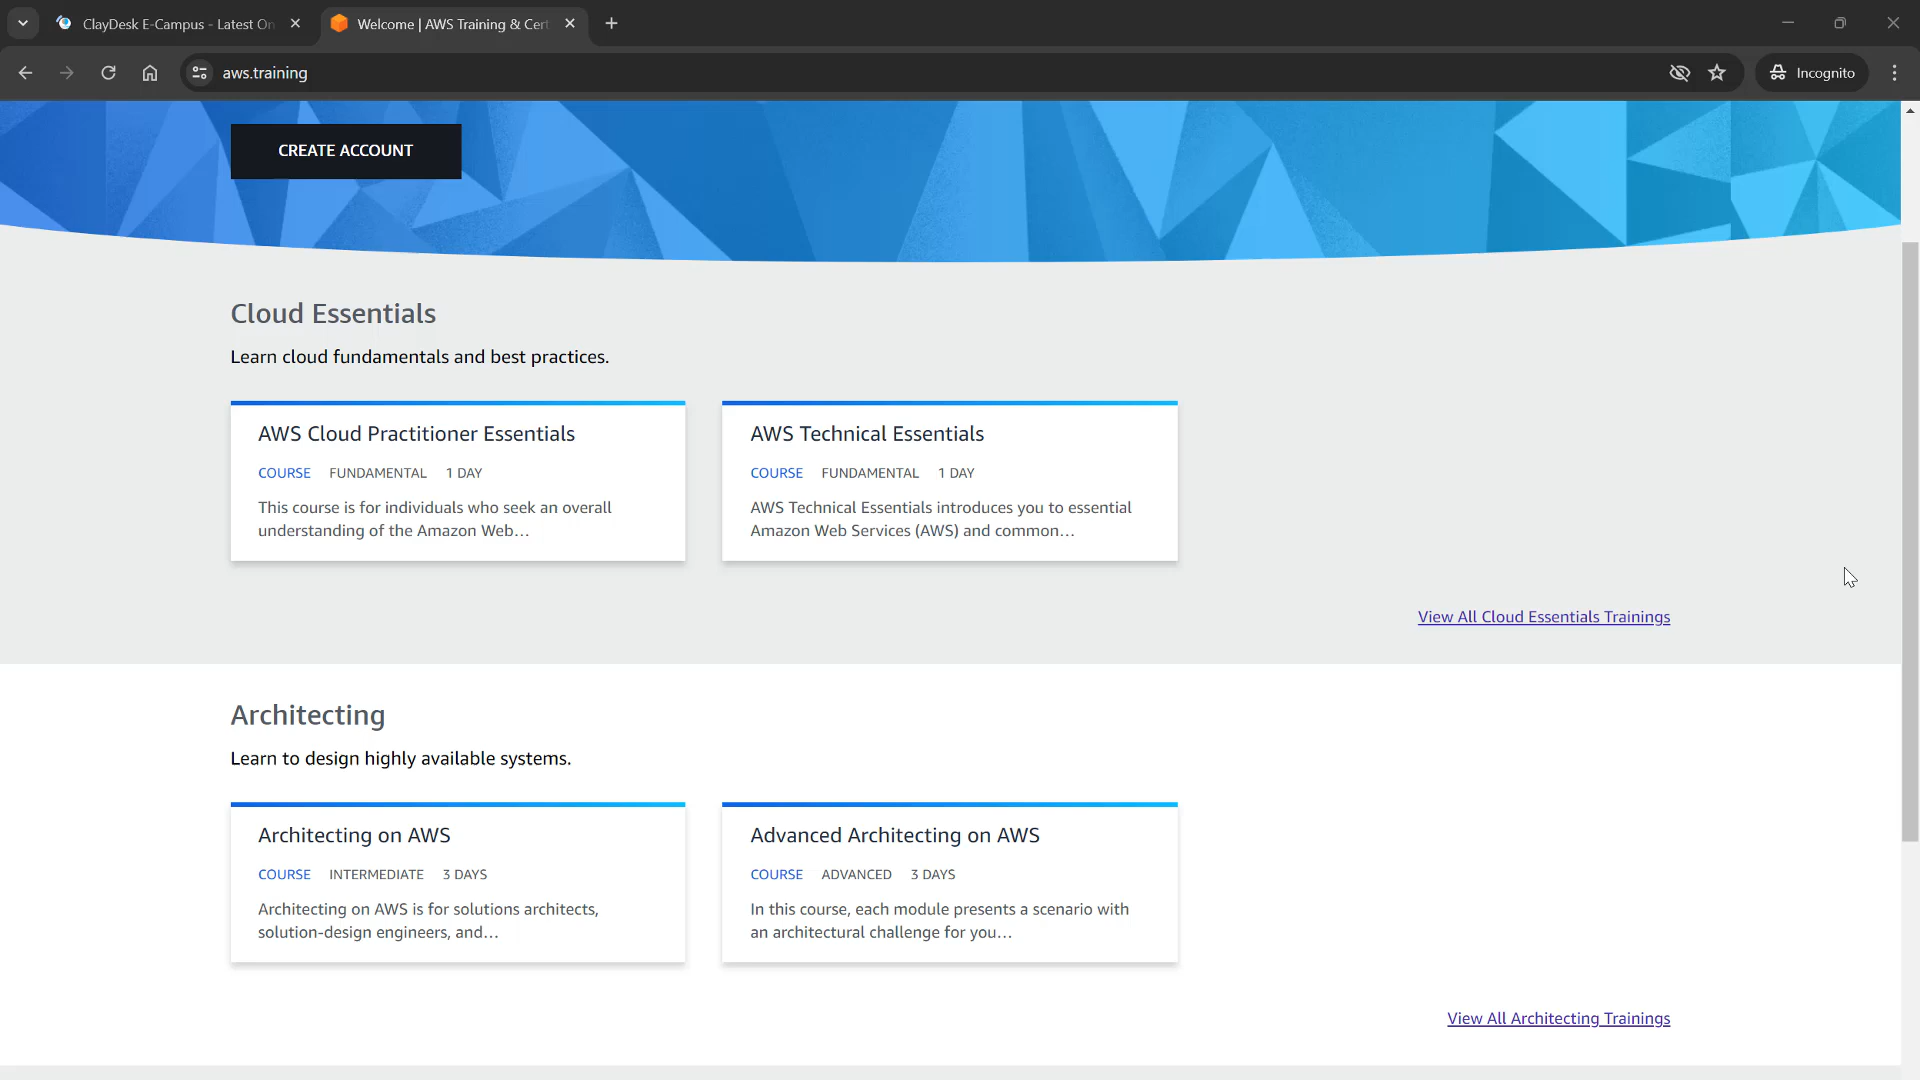 ClayDesk E-Campus - Latest On
Welcome | AWS Training & Cert
aws.training
Incognito
CREATE ACCOUNT
Cloud Essentials
Learn cloud fundamentals and best practices.
AWS Cloud Practitioner Essentials
COURSE FUNDAMENTAL 1 DAY
This course is for individuals who seek an overall
understanding of the Amazon Web...
AWS Technical Essentials
COURSE FUNDAMENTAL 1 DAY
AWS Technical Essentials introduces you to essential
Amazon Web Services (AWS) and common...
View All Cloud Essentials Trainings
Architecting
Learn to design highly available systems.
Architecting on AWS
COURSE INTERMEDIATE 3 DAYS
Architecting on AWS is for solutions architects,
solution-design engineers, and...
Advanced Architecting on AWS
COURSE ADVANCED 3 DAYS
In this course, each module presents a scenario with
an architectural challenge for you...
View All Architecting Trainings